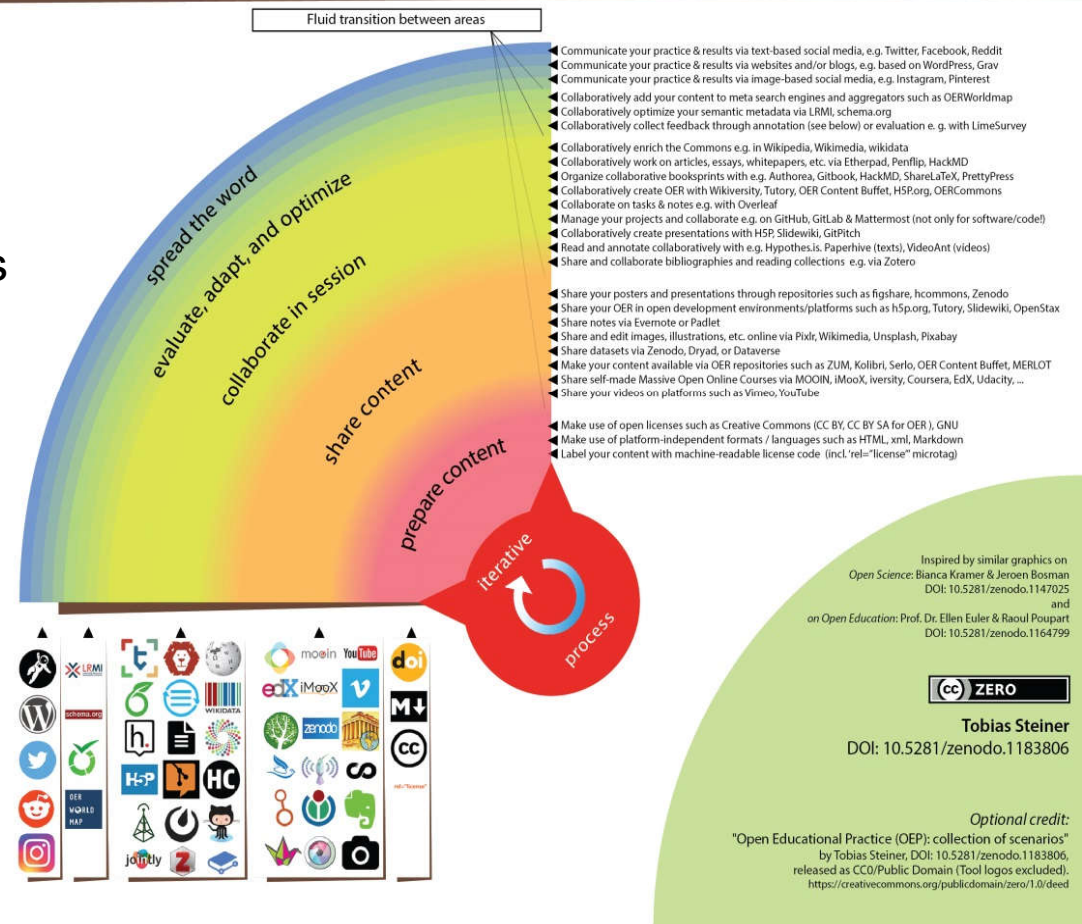 Fluid transition between areas
s
Communicate your practice & results via text-based social media, e.g. Twitter, Facebook, Reddit
Communicate your practice & results via websites and/or blogs, e.g. based on WordPress, Grav
Communicate your practice & results via image-based social media, e.g. Instagram, Pinterest
Collaboratively add your content to meta search engines and aggregators such as OERWorldmap
Collaboratively optimize your semantic metadata via LRMI, schema.org
Collaboratively collect feedback through annotation (see below) or evaluation e. g. with LimeSurvey
Collaboratively enrich the Commons e.g. in Wikipedia, Wikimedia, wikidata
Collaboratively work on articles, essays, whitepapers, etc. via Etherpad, Penflip, HackMD
Organize collaborative booksprints with e.g. Authorea, Gitbook, HackMD, ShareLaTeX, PrettyPress
Collaboratively create OER with Wikiversity, Tutory, OER Content Buffet, H5P.org, OERCommons
Collaborate on tasks & notes e.g. with Overleaf
Manage your projects and collaborate e.g. on GitHub, GitLab & Mattermost (not only for software/code!)
Collaboratively create presentations with H5P, Slidewiki, GitPitch
Read and annotate collaboratively with e.g. Hypothes.is. Paperhive (texts), VideoAnt (videos)
Share and collaborate bibliographies and reading collections e.g. via Zotero
Share your posters and presentations through repositories such as figshare, hcommons, Zenodo
Share your OER in open development environments/platforms such as h5p.org, Tutory, Slidewiki, OpenStax
Share notes via Evernote or Padlet
Share and edit images, illustrations, etc. online via Pixlr, Wikimedia, Unsplash, Pixabay
Share datasets via Zenodo, Dryad, or Dataverse
Make your content available via OER repositories such as ZUM, Kolibri, Serlo, OER Content Buffet, MERLOT
Share self-made Massive Open Online Courses via MOOIN, iMooX, iversity, Coursera, EdX, Udacity, ...
Share your videos on platforms such as Vimeo, YouTube
Make use of open licenses such as Creative Commons (CC BY, CC BY SA for OER ), GNU
Make use of platform-independent formats / languages such as HTML, xml, Markdown
Label your content with machine-readable license code (incl. 'rel="license"' microtag)
spread the word
evaluate, adapt, and optimize
collaborate in session
share content
prepare content
iterative
process
LRMI
schema.org
OER
WORLD
MAP
t
WIKIDATA
h.
H5P
HC
jointly
Z
mooin
YouTube
edX
iMooX
V
zenodo
doi
M
cc
rel="license"
Inspired by similar graphics on
Open Science: Bianca Kramer & Jeroen Bosman
DOI: 10.5281/zenodo.1147025
and
on Open Education: Prof. Dr. Ellen Euler & Raoul Poupart
DOI: 10.5281/zenodo.1164799
cc ZERO
Tobias Steiner
DOI: 10.5281/zenodo.1183806
Optional credit:
"Open Educational Practice (OEP): collection of scenarios"
by Tobias Steiner, DOI: 10.5281/zenodo.1183806,
released as CC0/Public Domain (Tool logos excluded).
https://creativecommons.org/publicdomain/zero/1.0/deed